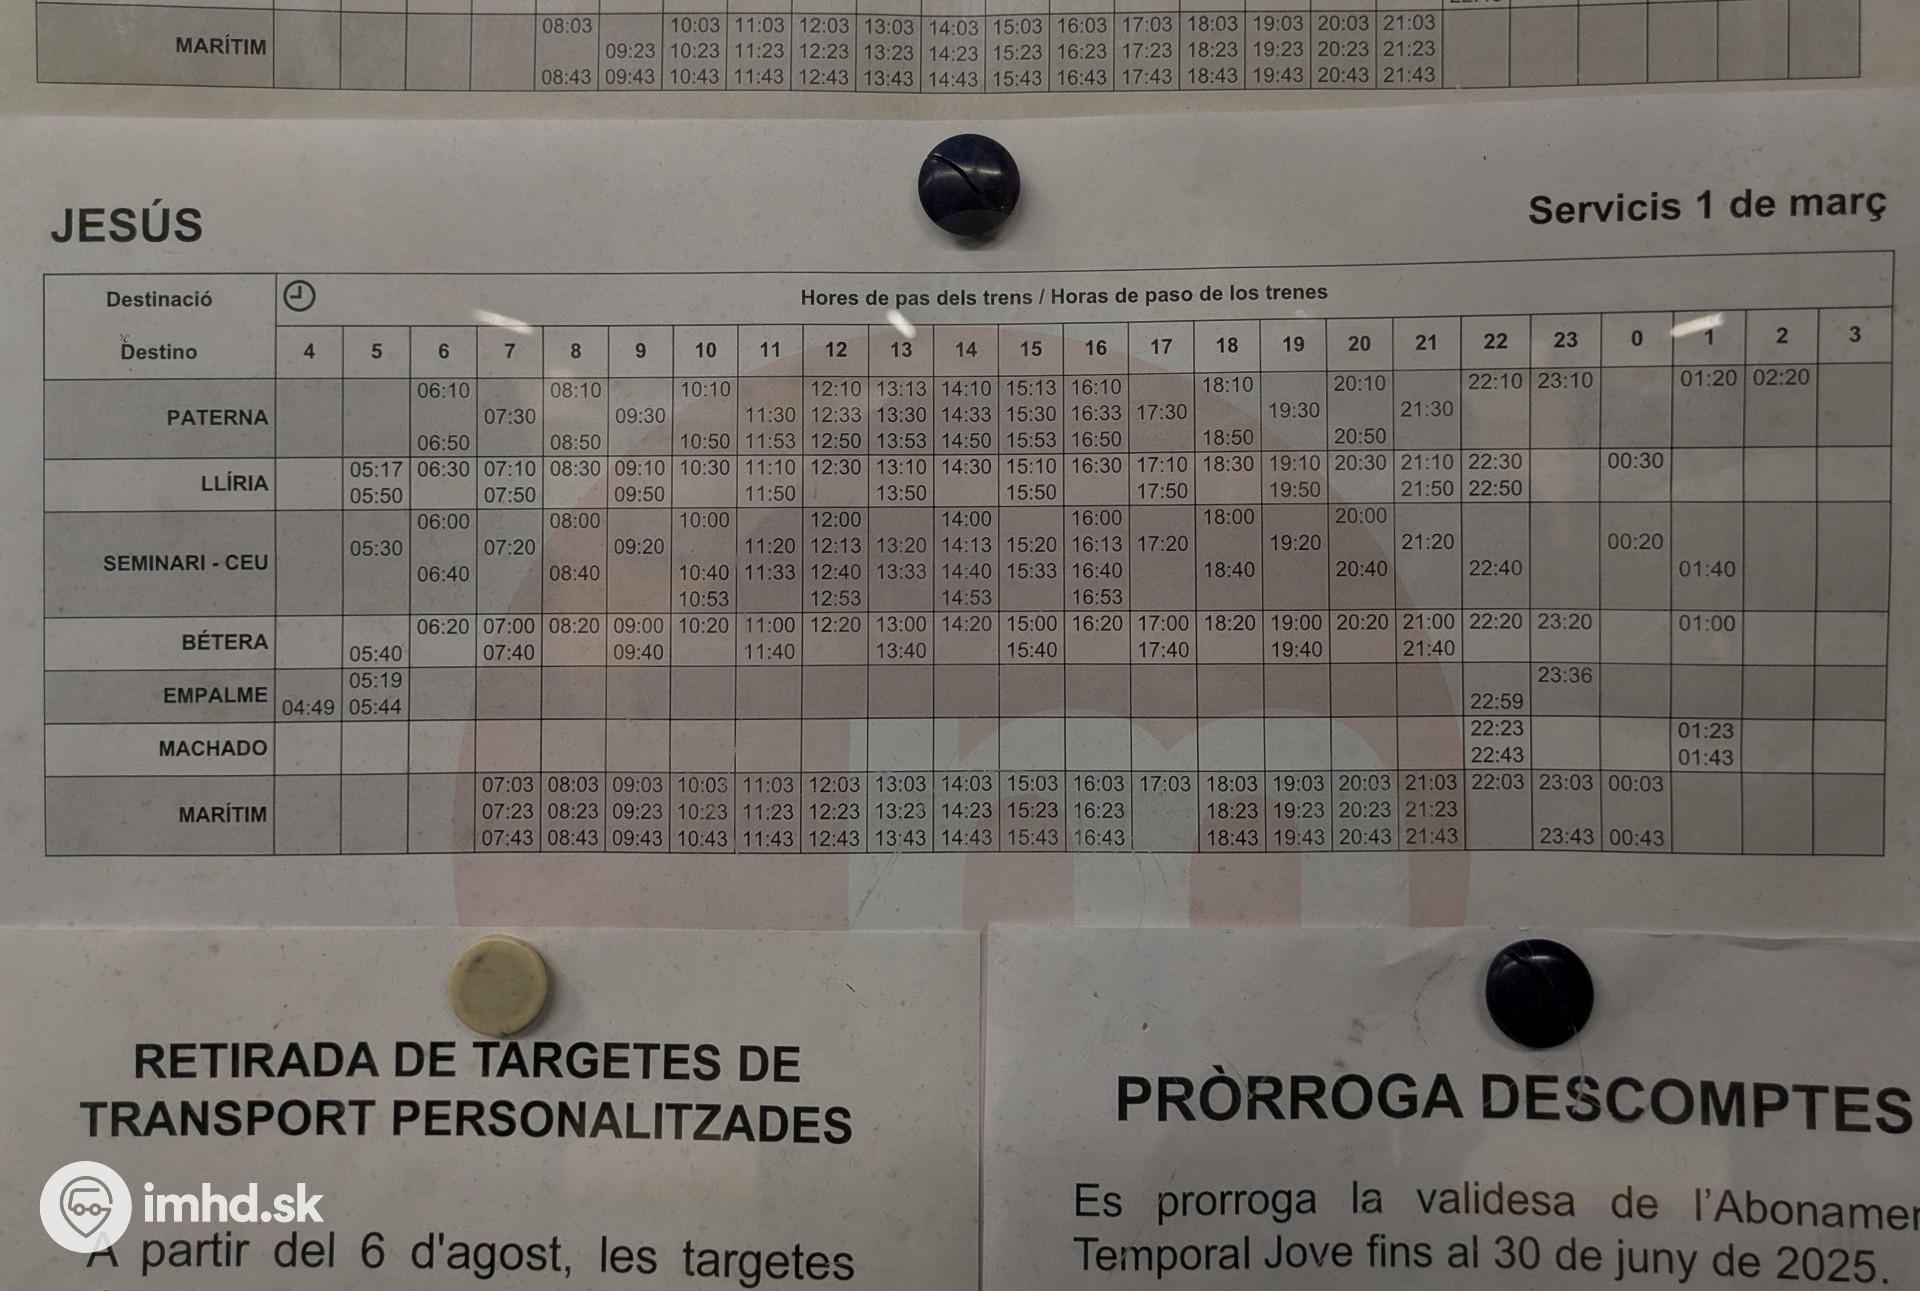 08:03 10:03 11:03 12:03 13:03 14:03 15:03 16:03 17:03 18:03 19:03 20:03 21:03
MARÍTIM 09:23 10:23 11:23 12:23 13:23 14:23 15:23 16:23 17:23 18:23 19:23 20:23 21:23
08:43 09:43 10:43 11:43 12:43 13:43 14:43 15:43 16:43 17:43 18:43 19:43 20:43 21:43
JESÚS
Servicis 1 de març
Destinació
Hores de pas dels trens / Horas de paso de los trenes
Destino 4 5 6 7 8 9 10 11 12 13 14 15 16 17 18 19 20 21 22 23 0 1 2 3
06:10 08:10 10:10 12:10 13:13 14:10 15:13 16:10 18:10 20:10 22:10 23:10 01:20 02:20
PATERNA 07:30 09:30 11:30 12:33 13:30 14:33 15:30 16:33 17:30 19:30 21:30
06:50 08:50 10:50 11:53 12:50 13:53 14:50 15:53 16:50 18:50 20:50
LLÍRIA 05:17 06:30 07:10 08:30 09:10 10:30 11:10 12:30 13:10 14:30 15:10 16:30 17:10 18:30 19:10 20:30 21:10 22:30 00:30
05:50 07:50 09:50 11:50 13:50 15:50 17:50 19:50 21:50 22:50
06:00 08:00 10:00 12:00 14:00 16:00 18:00 20:00
SEMINARI - CEU 05:30 07:20 09:20 11:20 12:13 13:20 14:13 15:20 16:13 17:20 19:20 21:20 00:20
06:40 08:40 10:40 11:33 12:40 13:33 14:40 15:33 16:40 18:40 20:40 22:40 01:40
10:53 12:53 14:53 16:53
BÉTERA 06:20 07:00 08:20 09:00 10:20 11:00 12:20 13:00 14:20 15:00 16:20 17:00 18:20 19:00 20:20 21:00 22:20 23:20 01:00
05:40 07:40 09:40 11:40 13:40 15:40 17:40 19:40 21:40
EMPALME 05:19 23:36
04:49 05:44 22:59
MACHADO 22:23 01:23
22:43 01:43
07:03 08:03 09:03 10:03 11:03 12:03 13:03 14:03 15:03 16:03 17:03 18:03 19:03 20:03 21:03 22:03 23:03 00:03
MARÍTIM 07:23 08:23 09:23 10:23 11:23 12:23 13:23 14:23 15:23 16:23 18:23 19:23 20:23 21:23
07:43 08:43 09:43 10:43 11:43 12:43 13:43 14:43 15:43 16:43 18:43 19:43 20:43 21:43 23:43 00:43
RETIRADA DE TARGETES DE
TRANSPORT PERSONALITZADES
A partir del 6 d'agost, les targetes
PRÒRROGA DESCOMPTES
Es prorroga la validesa de l'Abonamen
Temporal Jove fins al 30 de juny de 2025.
imhd.sk